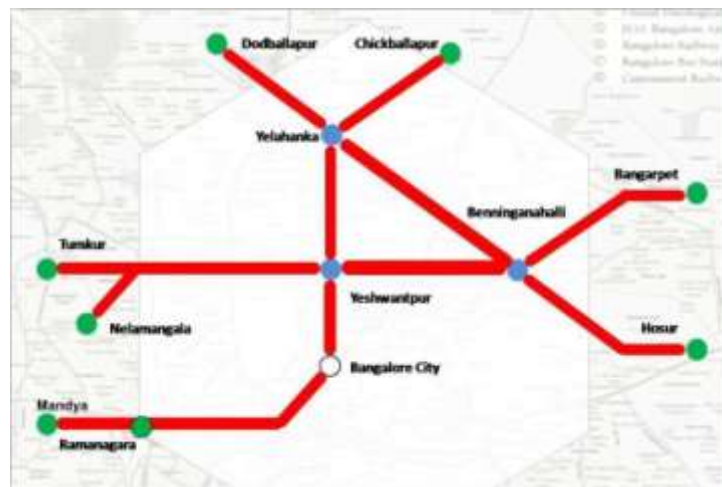 Dodballapur
Chickballapur
Yelahanka
Bangarpet
Benninganahalli
Tumkur
Yeshwantpur
Nelamangala
Hosur
Bangalore City
Mandya
Ramanagara